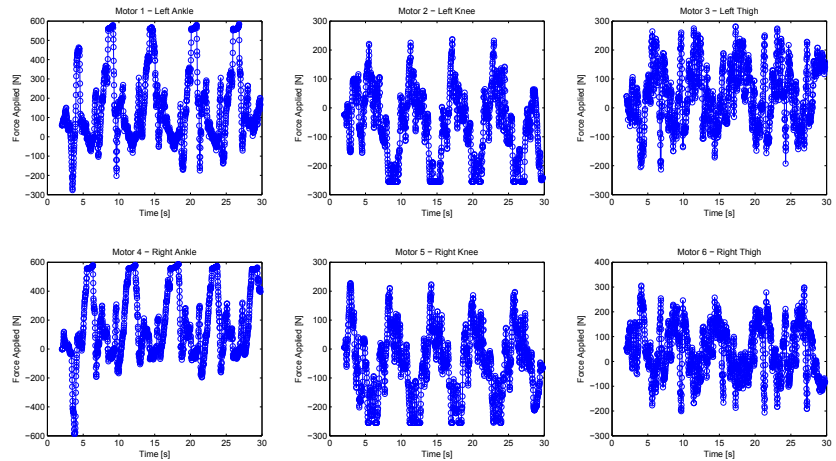 Motor 1 − Left Ankle
Force Applied [N]
600
500
400
300
200
100
0
−100
−200
−300
0 5 10 15 20 25 30
Time [s]
Motor 2 − Left Knee
Force Applied [N]
300
200
100
0
−100
−200
−300
0 5 10 15 20 25 30
Time [s]
Motor 3 − Left Thigh
Force Applied [N]
300
200
100
0
−100
−200
−300
0 5 10 15 20 25 30
Time [s]
Motor 4 − Right Ankle
Force Applied [N]
600
400
200
0
−200
−400
−600
0 5 10 15 20 25 30
Time [s]
Motor 5 − Right Knee
Force Applied [N]
300
200
100
0
−100
−200
−300
0 5 10 15 20 25 30
Time [s]
Motor 6 − Right Thigh
Force Applied [N]
400
300
200
100
0
−100
−200
−300
0 5 10 15 20 25 30
Time [s]